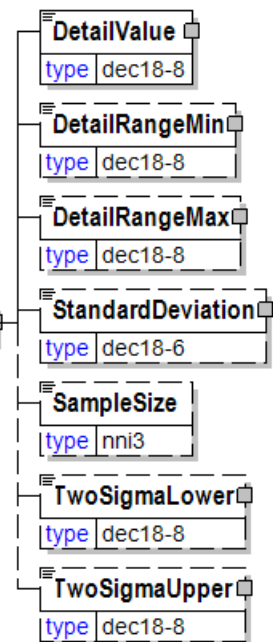 DetailValue
type dec18-8
DetailRangeMin
type dec18-8
DetailRangeMax
type dec18-8
StandardDeviation
type dec18-6
SampleSize
type nni3
TwoSigmaLower
type dec18-8
TwoSigmaUpper
type dec18-8